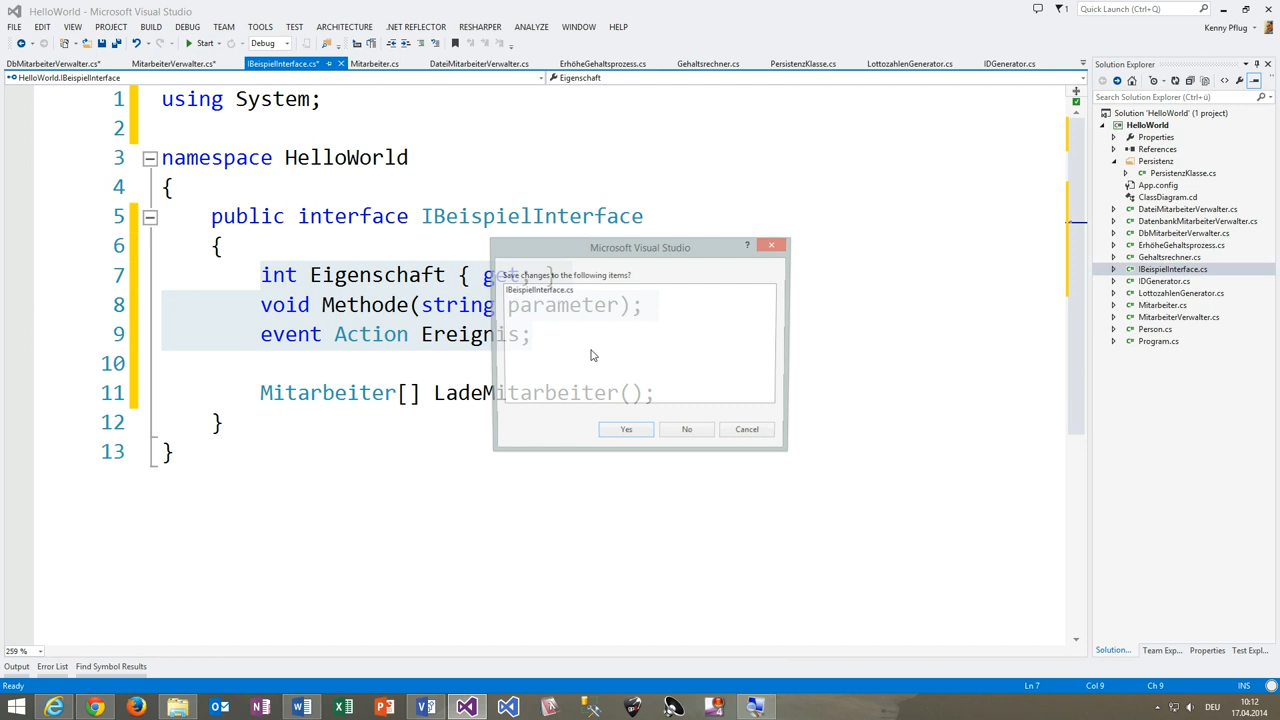 HelloWorld - Microsoft Visual Studio
Quick Launch (Ctrl+Q)
FILE EDIT VIEW PROJECT BUILD DEBUG TEAM TOOLS TEST ARCHITECTURE .NET REFLECTOR RESHARPER ANALYZE WINDOW HELP
Kenny Pflug
Start Debug
DbMitarbeiterVerwalter.cs* MitarbeiterVerwalter.cs* IBeispielInterface.cs* Mitarbeiter.cs DateiMitarbeiterVerwalter.cs ErhöheGehaltsprozess.cs Gehaltsrechner.cs PersistenzKlasse.cs LottozahlenGenerator.cs IDGenerator.cs
HelloWorld.IBeispielInterface Eigenschaft
1 using System;
2
3 namespace HelloWorld
4 {
5 public interface IBeispielInterface
6 {
7 int Eigenschaft { get; }
8 void Methode(string parameter);
9 event Action Ereignis;
10
11 Mitarbeiter[] LadeMitarbeiter();
12 }
13 }
Microsoft Visual Studio ?
Save changes to the following items?
IBeispielInterface.cs
Yes No Cancel
Solution Explorer
Search Solution Explorer (Ctrl+ü)
Solution 'HelloWorld' (1 project)
HelloWorld
Properties
References
Persistenz
PersistenzKlasse.cs
App.config
ClassDiagram.cd
DateiMitarbeiterVerwalter.cs
DatenbankMitarbeiterVerwalter.cs
DbMitarbeiterVerwalter.cs
ErhöheGehaltsprozess.cs
Gehaltsrechner.cs
IBeispielInterface.cs
IDGenerator.cs
LottozahlenGenerator.cs
Mitarbeiter.cs
MitarbeiterVerwalter.cs
Person.cs
Program.cs
259 %
Solution... Team Exp... Properties Test Expl...
Output Error List Find Symbol Results
Ready Ln 7 Col 9 Ch 9 INS
DEU
10:12
17.04.2014